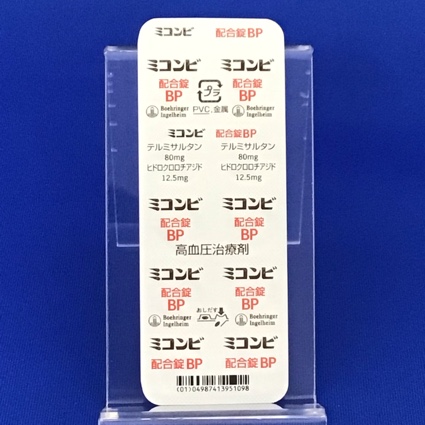 ミコンビ 配合錠BP
ミコンビ ミコンビ
配合錠 配合錠
BP プラ BP
Boehringer Ingelheim PVC,金属 Boehringer Ingelheim
ミコンビ 配合錠BP
テルミサルタン テルミサルタン
80mg 80mg
ヒドロクロロチアジド ヒドロクロロチアジド
12.5mg 12.5mg
ミコンビ ミコンビ
配合錠 配合錠
BP BP
高血圧治療剤
ミコンビ ミコンビ
配合錠 配合錠
BP BP
Boehringer Ingelheim おしだす Boehringer Ingelheim
ミコンビ ミコンビ
配合錠BP 配合錠BP
(01)04987413951098